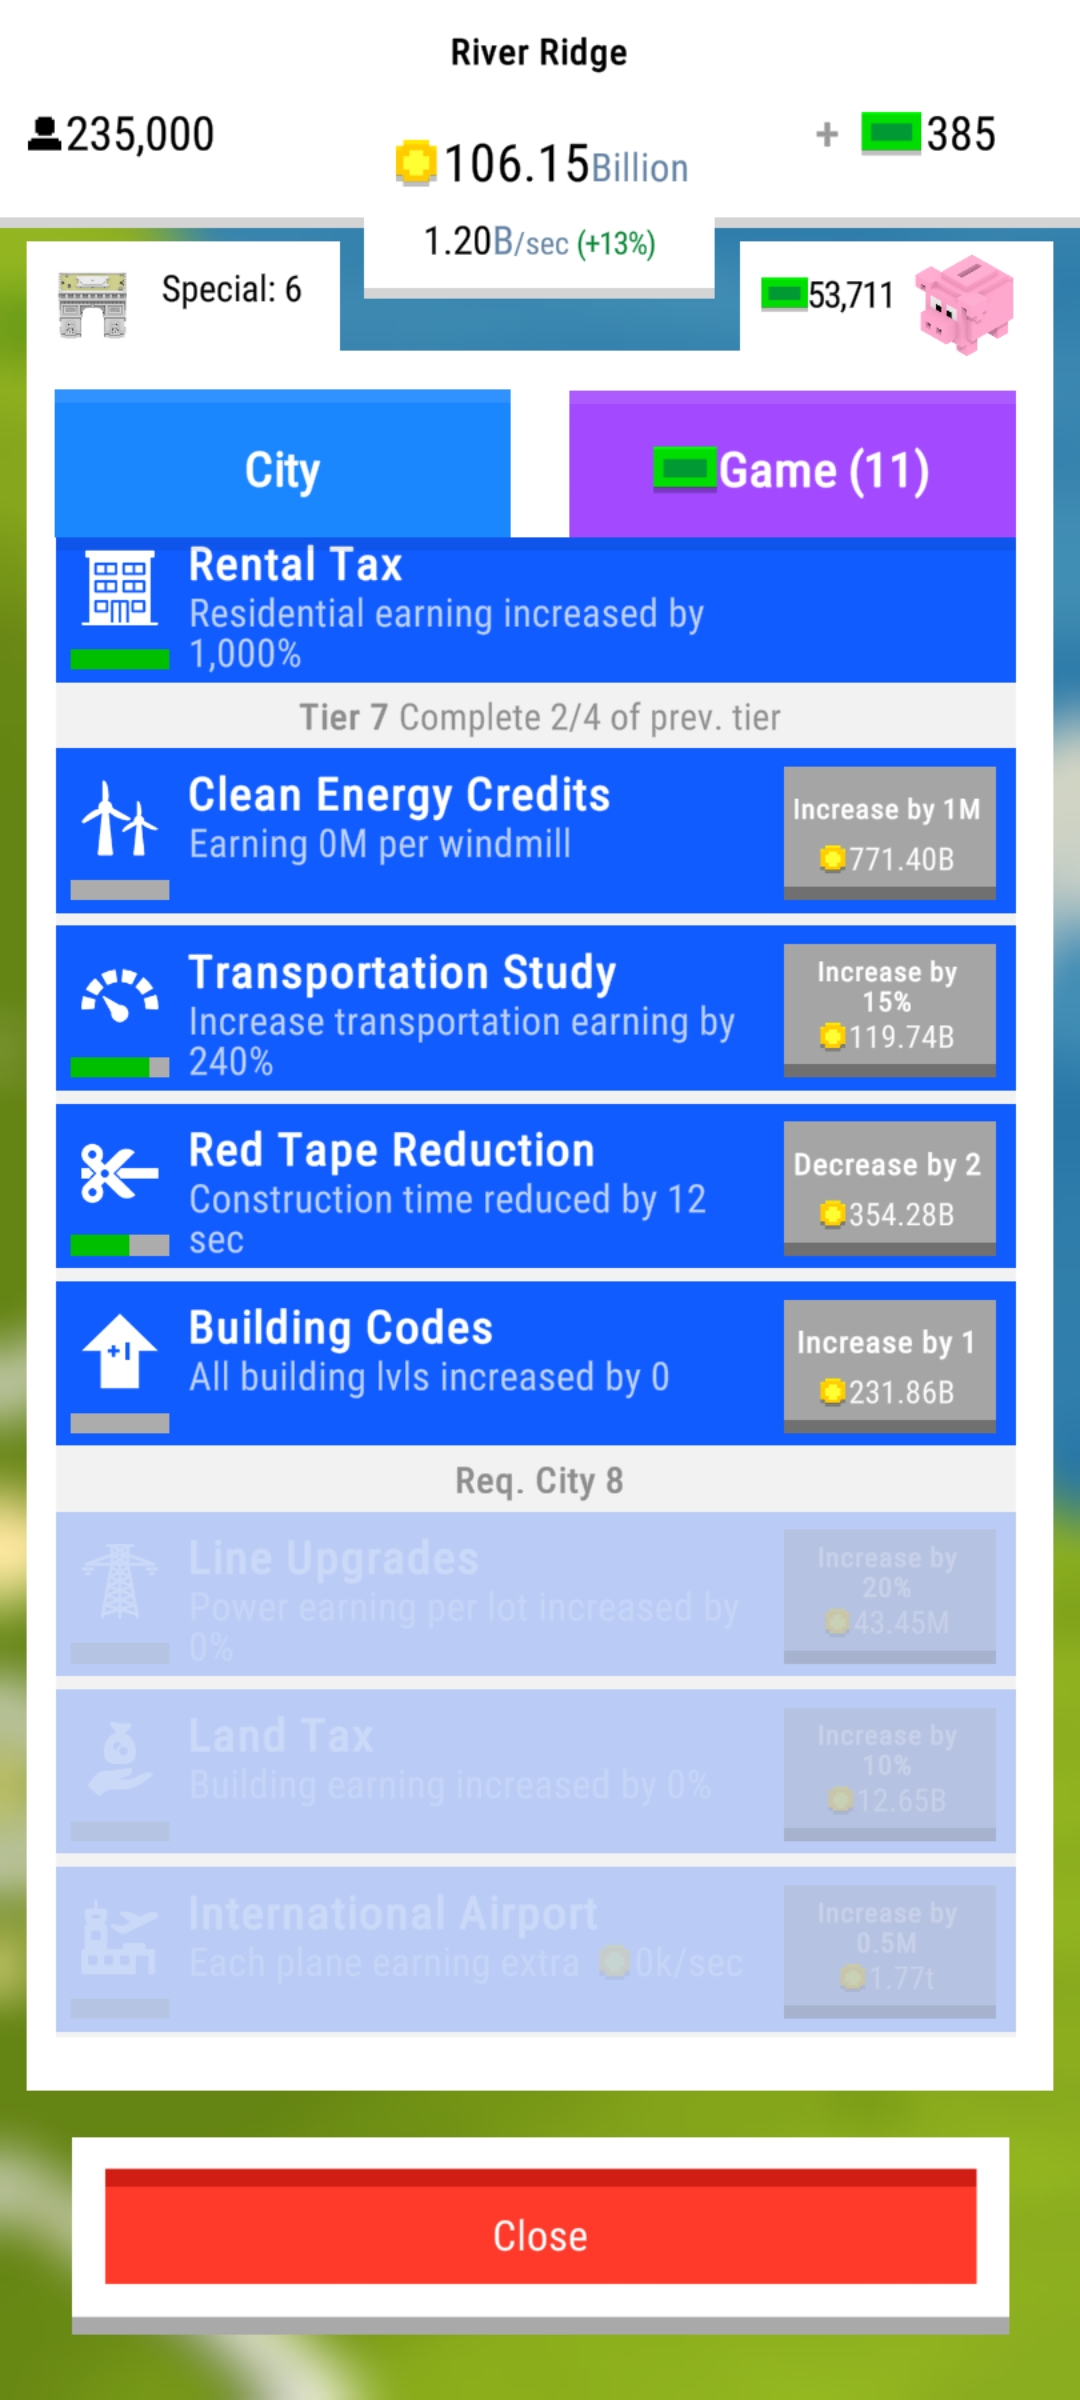 River Ridge
235,000
106.15Billion
+ 385
1.20B/sec (+13%)
Special: 6
53,711
City
Game (11)
Rental Tax
Residential earning increased by
1,000%
Tier 7 Complete 2/4 of prev. tier
Clean Energy Credits
Earning 0M per windmill
Increase by 1M
771.40B
Transportation Study
Increase transportation earning by
240%
Increase by
15%
119.74B
Red Tape Reduction
Construction time reduced by 12
sec
Decrease by 2
354.28B
+1
Building Codes
All building lvls increased by 0
Increase by 1
231.86B
Req. City 8
Line Upgrades
Power earning per lot increased by
0%
Increase by
20%
43.45M
Land Tax
Building earning increased by 0%
Increase by
10%
12.65B
International Airport
Each plane earning extra 0k/sec
Increase by
0.5M
1.77t
Close